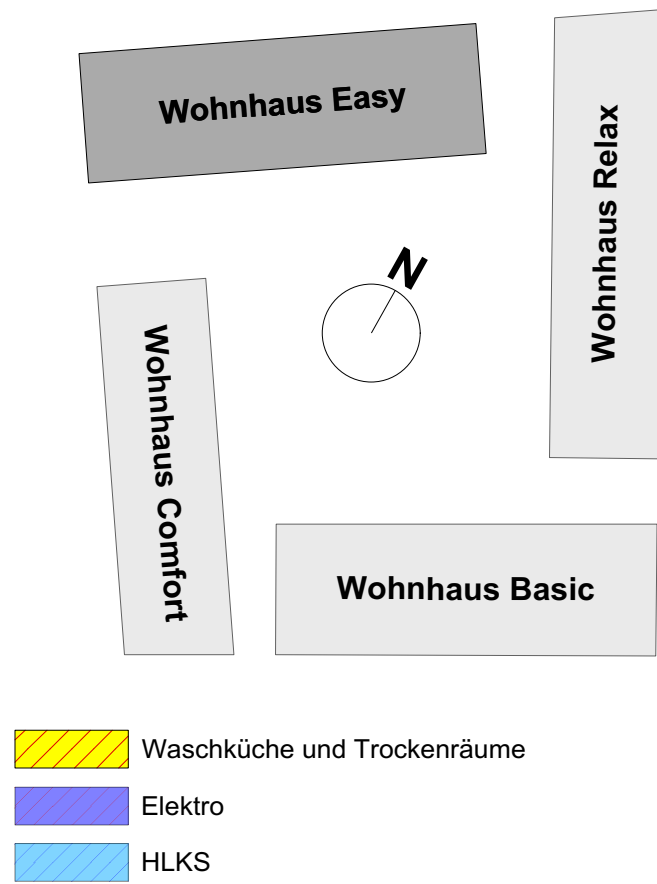 Wohnhaus Easy
Wohnhaus Relax
N
Wohnhaus Comfort
Wohnhaus Basic
Waschküche und Trockenräume
Elektro
HLKS